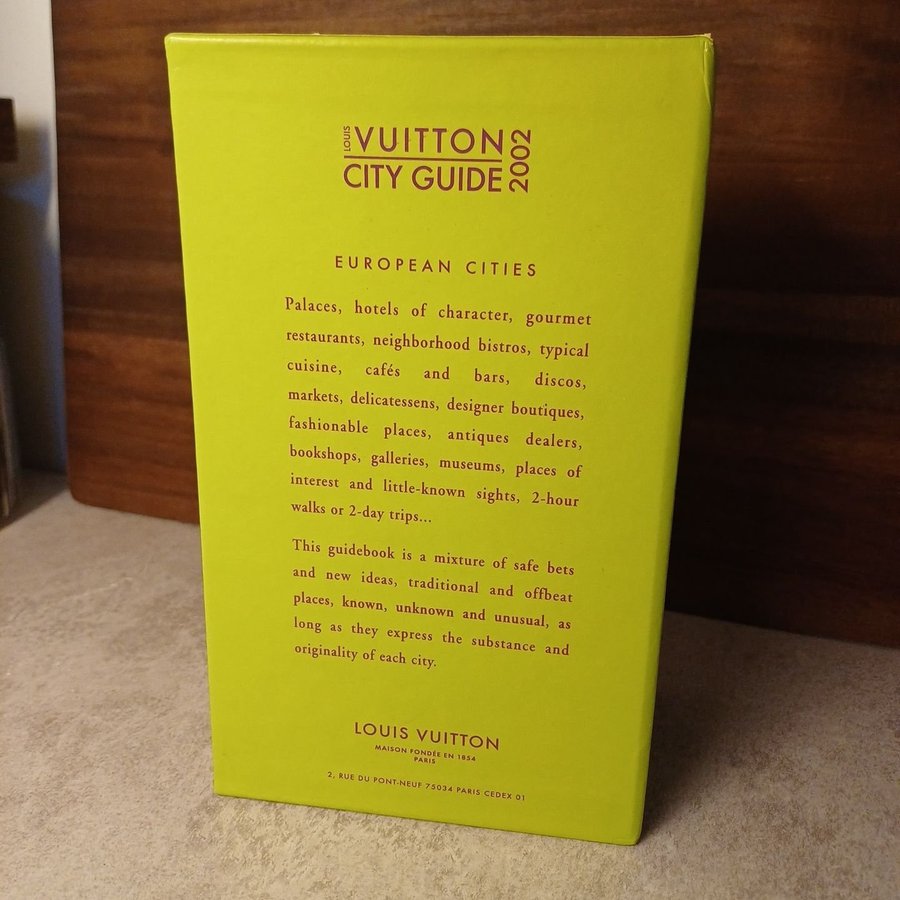 LOUIS VUITTON
CITY GUIDE 2002
EUROPEAN CITIES
Palaces, hotels of character, gourmet
restaurants, neighborhood bistros, typical
cuisine, cafés and bars, discos,
markets, delicatessens, designer boutiques,
fashionable places, antiques dealers,
bookshops, galleries, museums, places of
interest and little-known sights, 2-hour
walks or 2-day trips...
This guidebook is a mixture of safe bets
and new ideas, traditional and offbeat
places, known, unknown and unusual, as
long as they express the substance and
originality of each city.
LOUIS VUITTON
MAISON FONDÉE EN 1854
PARIS
2, RUE DU PONT-NEUF 75034 PARIS CEDEX 01